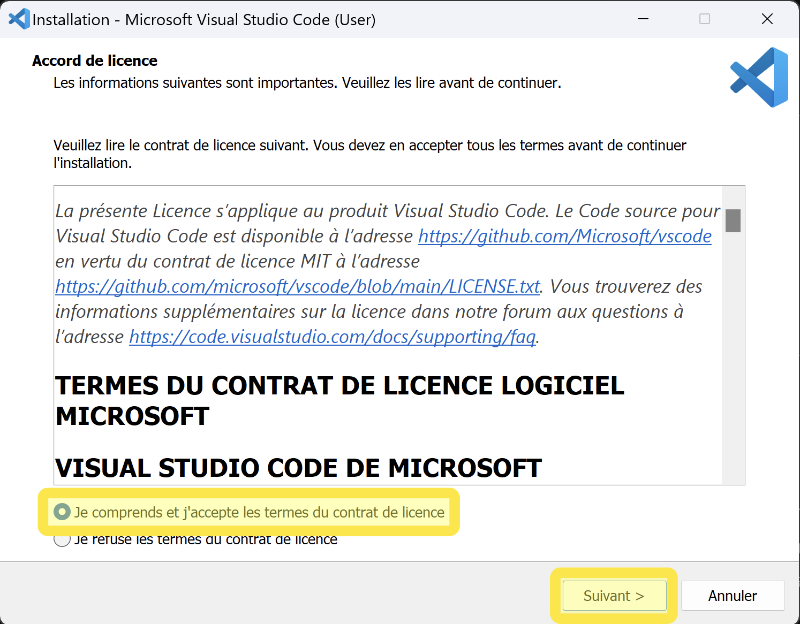 Installation - Microsoft Visual Studio Code (User)
Accord de licence
Les informations suivantes sont importantes. Veuillez les lire avant de continuer.
Veuillez lire le contrat de licence suivant. Vous devez en accepter tous les termes avant de continuer
l'installation.
La présente Licence s’applique au produit Visual Studio Code. Le Code source pour
Visual Studio Code est disponible à l’adresse https://github.com/Microsoft/vscode
en vertu du contrat de licence MIT à l’adresse
https://github.com/microsoft/vscode/blob/main/LICENSE.txt. Vous trouverez des
informations supplémentaires sur la licence dans notre forum aux questions à
l’adresse https://code.visualstudio.com/docs/supporting/faq.
TERMES DU CONTRAT DE LICENCE LOGICIEL
MICROSOFT
VISUAL STUDIO CODE DE MICROSOFT
Je comprends et j'accepte les termes du contrat de licence
Je refuse les termes du contrat de licence
Suivant >
Annuler